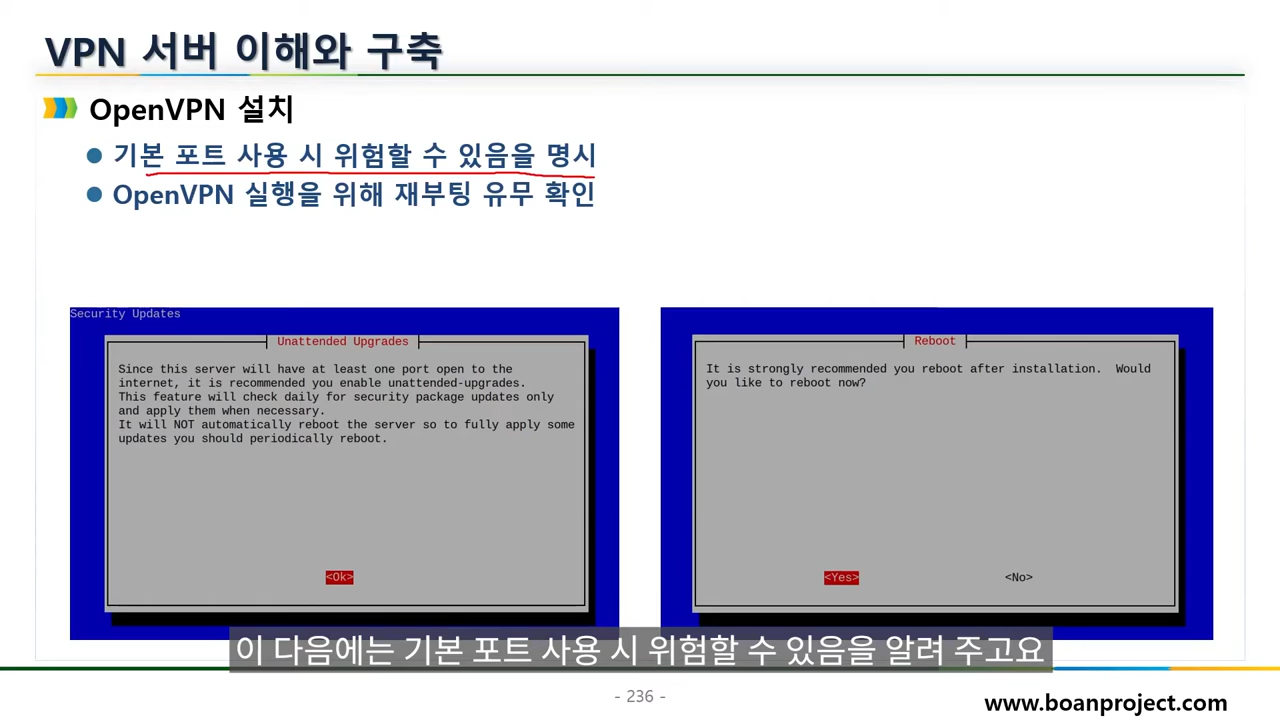 VPN 서버 이해와 구축
OpenVPN 설치
기본 포트 사용 시 위험할 수 있음을 명시
OpenVPN 실행을 위해 재부팅 유무 확인
Security Updates
Unattended Upgrades
Since this server will have at least one port open to the
internet, it is recommended you enable unattended-upgrades.
This feature will check daily for security package updates only
and apply them when necessary.
It will NOT automatically reboot the server so to fully apply some
updates you should periodically reboot.
<Ok>
Reboot
It is strongly recommended you reboot after installation.  Would
you like to reboot now?
<Yes>
<No>
이 다음에는 기본 포트 사용 시 위험할 수 있음을 알려 주고요
- 236 -
www.boanproject.com